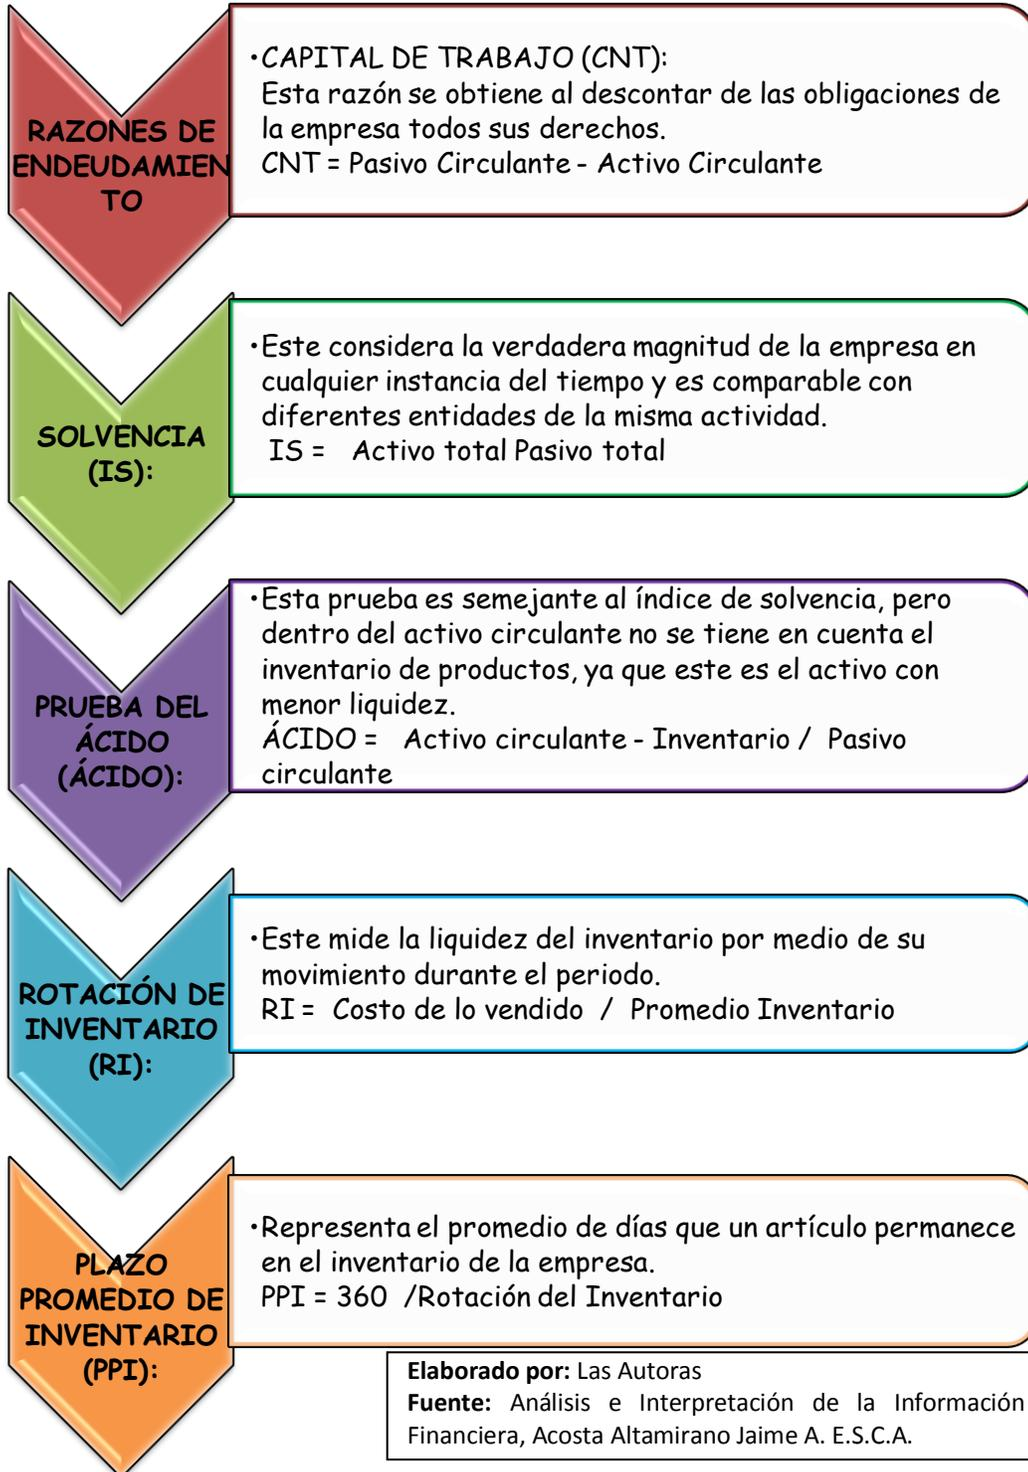 RAZONES DE
ENDEUDAMIEN
TO
•CAPITAL DE TRABAJO (CNT):
Esta razón se obtiene al descontar de las obligaciones de
la empresa todos sus derechos.
CNT = Pasivo Circulante - Activo Circulante
SOLVENCIA
(IS):
•Este considera la verdadera magnitud de la empresa en
cualquier instancia del tiempo y es comparable con
diferentes entidades de la misma actividad.
IS = Activo total Pasivo total
PRUEBA DEL
ÁCIDO
(ÁCIDO):
•Esta prueba es semejante al índice de solvencia, pero
dentro del activo circulante no se tiene en cuenta el
inventario de productos, ya que este es el activo con
menor liquidez.
ÁCIDO = Activo circulante - Inventario / Pasivo
circulante
ROTACIÓN DE
INVENTARIO
(RI):
•Este mide la liquidez del inventario por medio de su
movimiento durante el periodo.
RI = Costo de lo vendido / Promedio Inventario
PLAZO
PROMEDIO DE
INVENTARIO
(PPI):
•Representa el promedio de días que un artículo permanece
en el inventario de la empresa.
PPI = 360 /Rotación del Inventario
Elaborado por: Las Autoras
Fuente: Análisis e Interpretación de la Información
Financiera, Acosta Altamirano Jaime A. E.S.C.A.